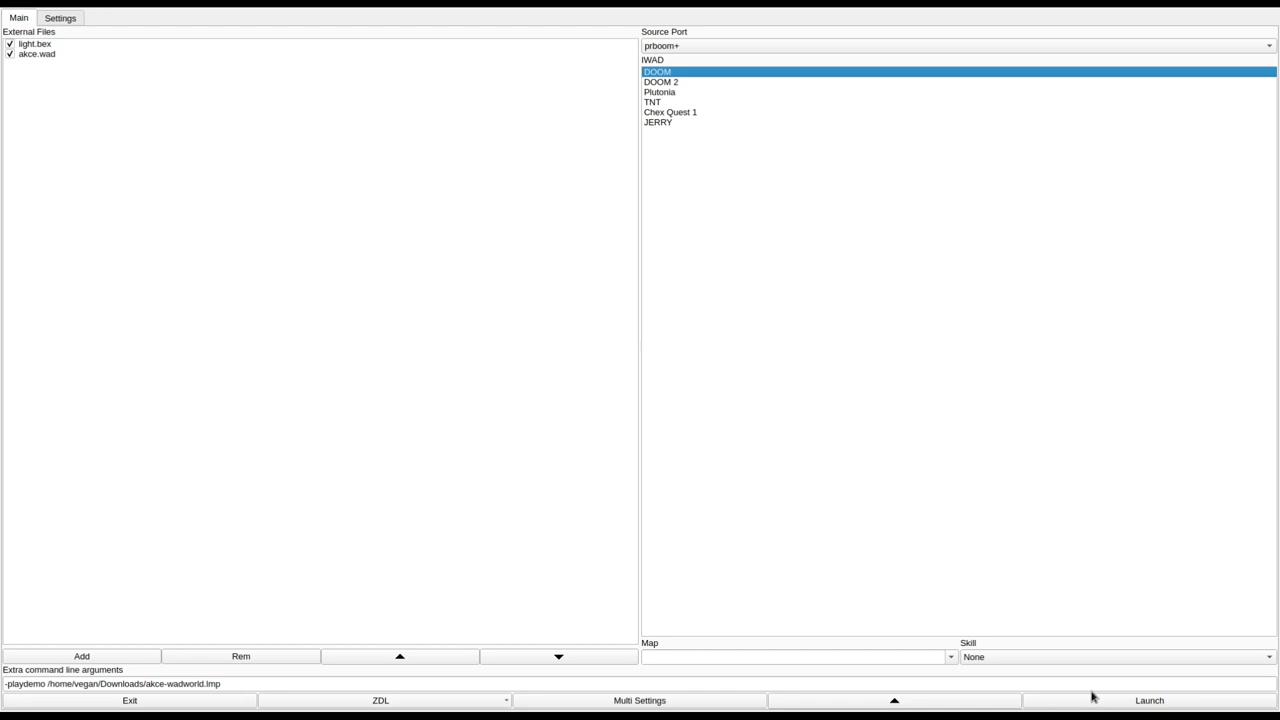 Main Settings
External Files
light.bex
akce.wad
Source Port
prboom+
IWAD
DOOM
DOOM 2
Plutonia
TNT
Chex Quest 1
JERRY
Map Skill
None
Add Rem
Extra command line arguments
-playdemo /home/vegan/Downloads/akce-wadworld.lmp
Exit ZDL Multi Settings Launch